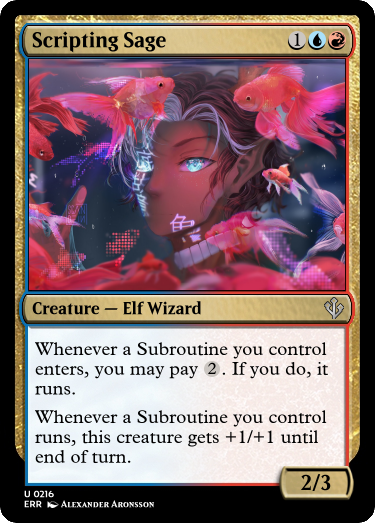 Scripting Sage 1
Creature — Elf Wizard
Whenever a Subroutine you control
enters, you may pay 2. If you do, it
runs.
Whenever a Subroutine you control
runs, this creature gets +1/+1 until
end of turn.
2/3
U 0216
ERR Alexander Aronsson
色